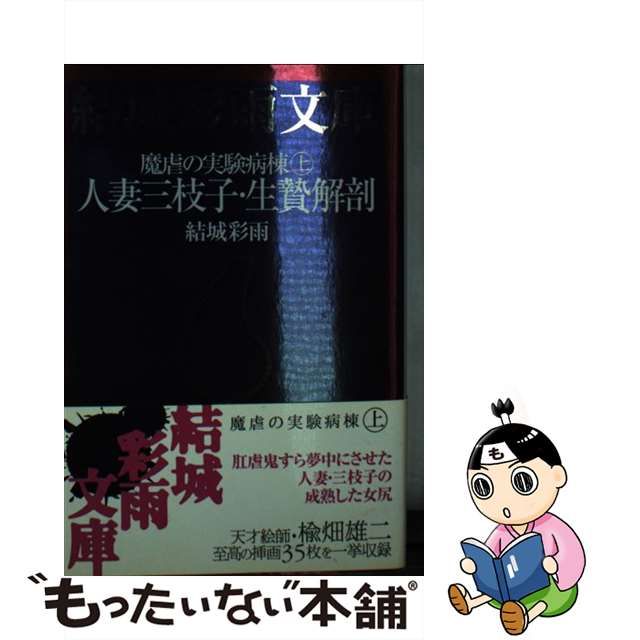 結城彩雨文庫
魔虐の実験病棟㊤
人妻三枝子・生贄解剖
結城彩雨
結城
彩雨
文庫
魔虐の実験病棟㊤
肛虐鬼すら夢中にさせた
人妻・三枝子の
成熟した女尻
天才絵師・楡畑雄二
至高の挿画35枚を一挙収録
も
"もったいない"本舗